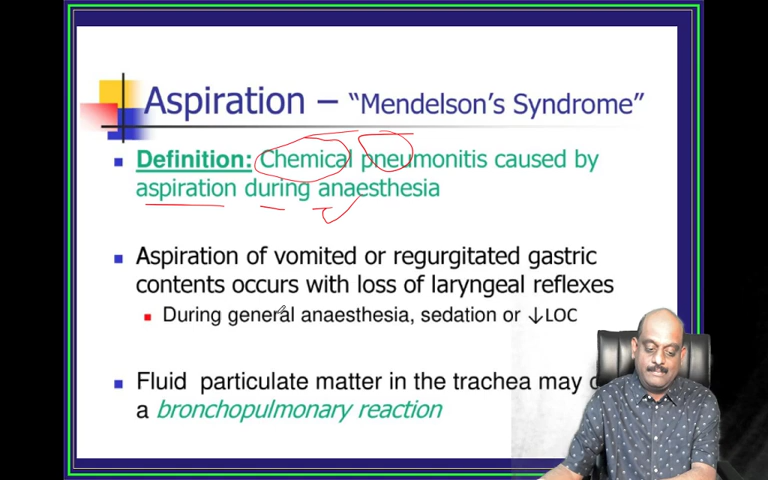 Aspiration – “Mendelson’s Syndrome”
Definition: Chemical pneumonitis caused by
aspiration during anaesthesia
Aspiration of vomited or regurgitated gastric
contents occurs with loss of laryngeal reflexes
During general anaesthesia, sedation or ↓LOC
Fluid particulate matter in the trachea may
a bronchopulmonary reaction